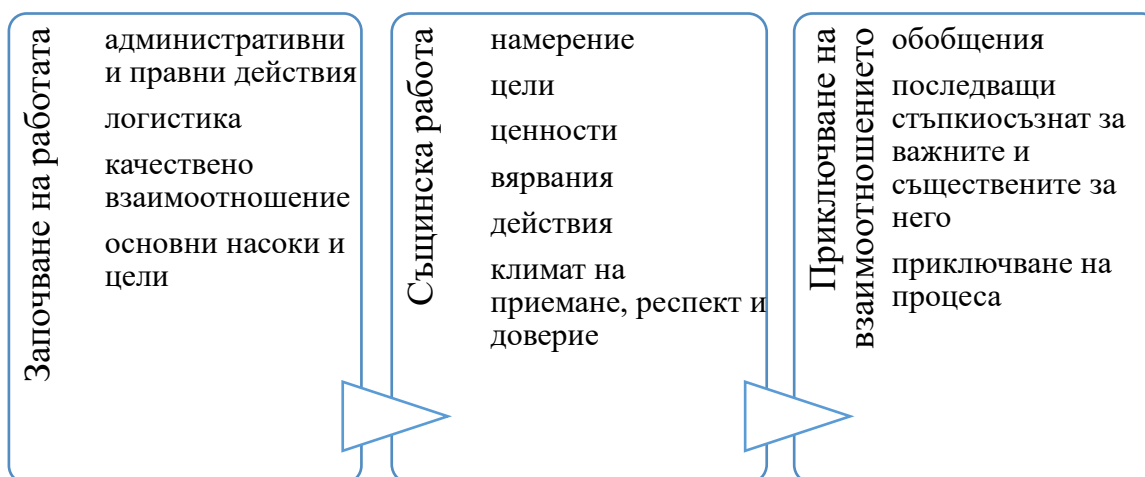 Започване на работата
административни
и правни действия
логистика
качествено
взаимоотношение
основни насоки и
цели
Същинска работа
намерение
цели
ценности
вярвания
действия
климат на
приемане, респект и
доверие
Приключване на
взаимоотношението
обобщения
последващи
стъпкиосъзнат за
важните и
съществените за
него
приключване на
процеса